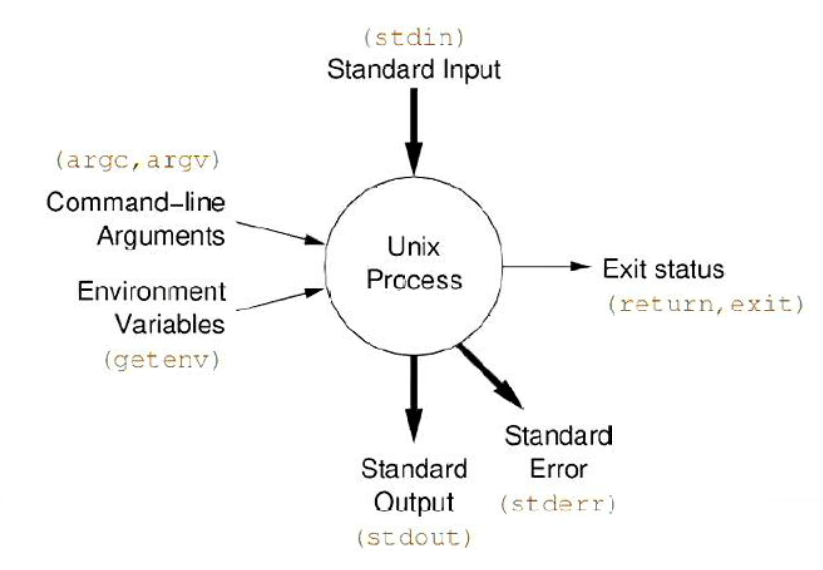 (stdin)
Standard Input
(argc,argv)
Command-line
Arguments
Environment
Variables
(getenv)
Unix
Process
Exit status
(return,exit)
Standard
Output
(stdout)
Standard
Error
(stderr)